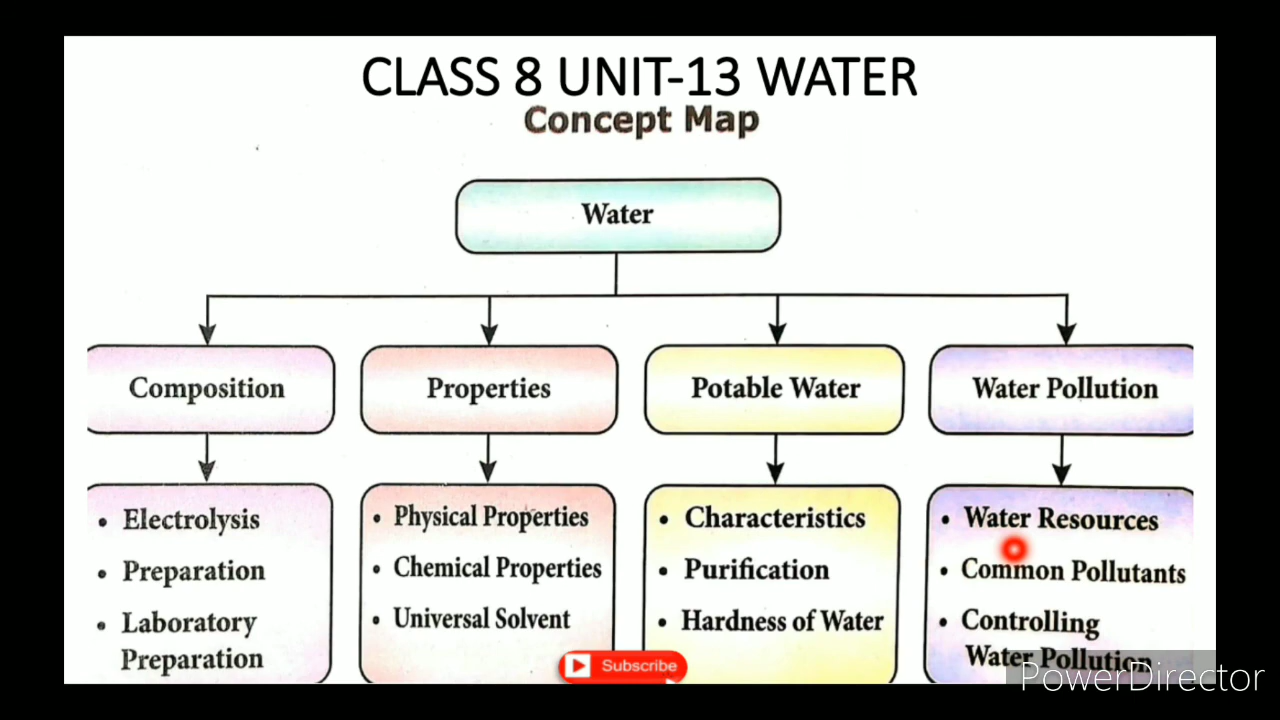 CLASS 8 UNIT-13 WATER
Concept Map
Water
Composition
Properties
Potable Water
Water Pollution
• Electrolysis
• Preparation
• Laboratory
Preparation
• Physical Properties
• Chemical Properties
• Universal Solvent
• Characteristics
• Purification
• Hardness of Water
• Water Resources
• Common Pollutants
• Controlling
Water Pollution
Subscribe
PowerDirector